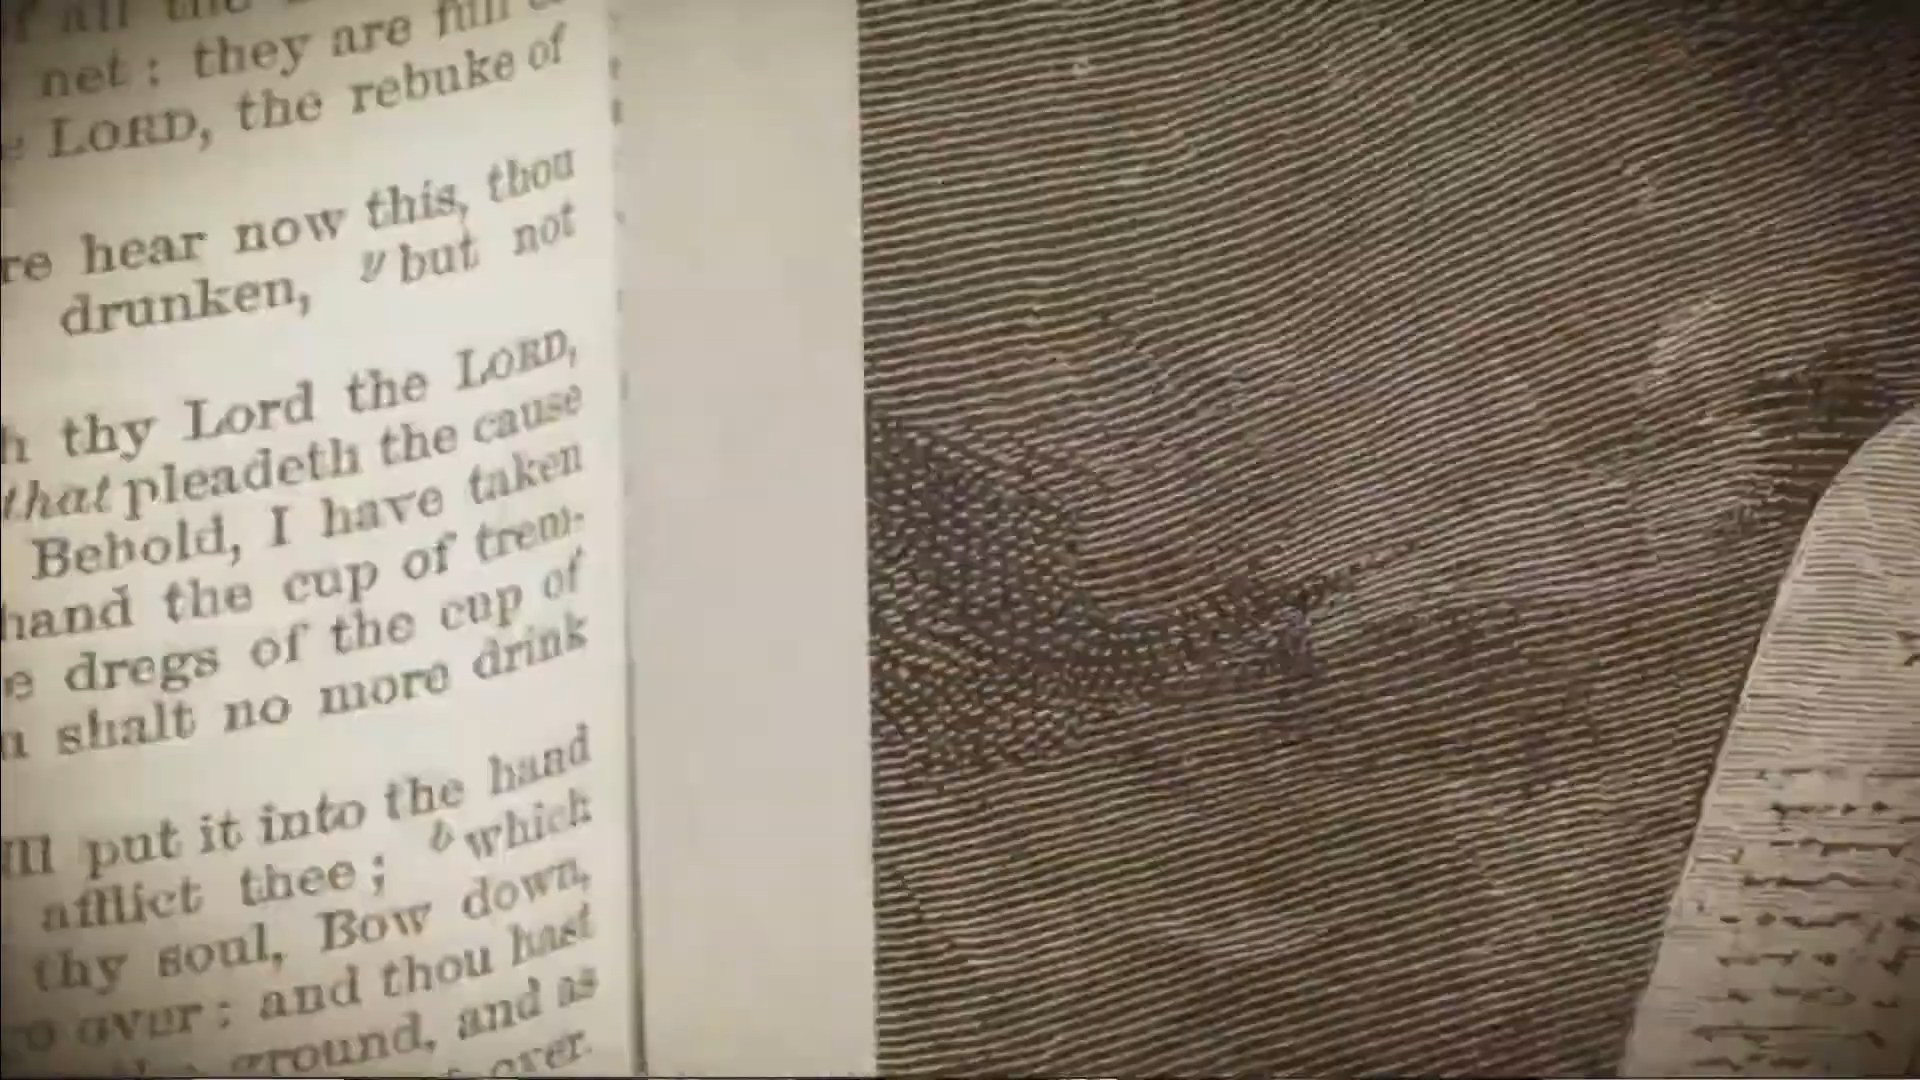 all the
net: they are full
LORD, the rebuke of
hear now this, thou
drunken, y but not
thy Lord the LORD,
that pleadeth the cause
Behold, I have taken
hand the cup of trem-
dregs of the cup of
shalt no more drink
put it into the hand
afflict thee; b which
thy soul, Bow down,
over: and thou hast
ground, and as
over.